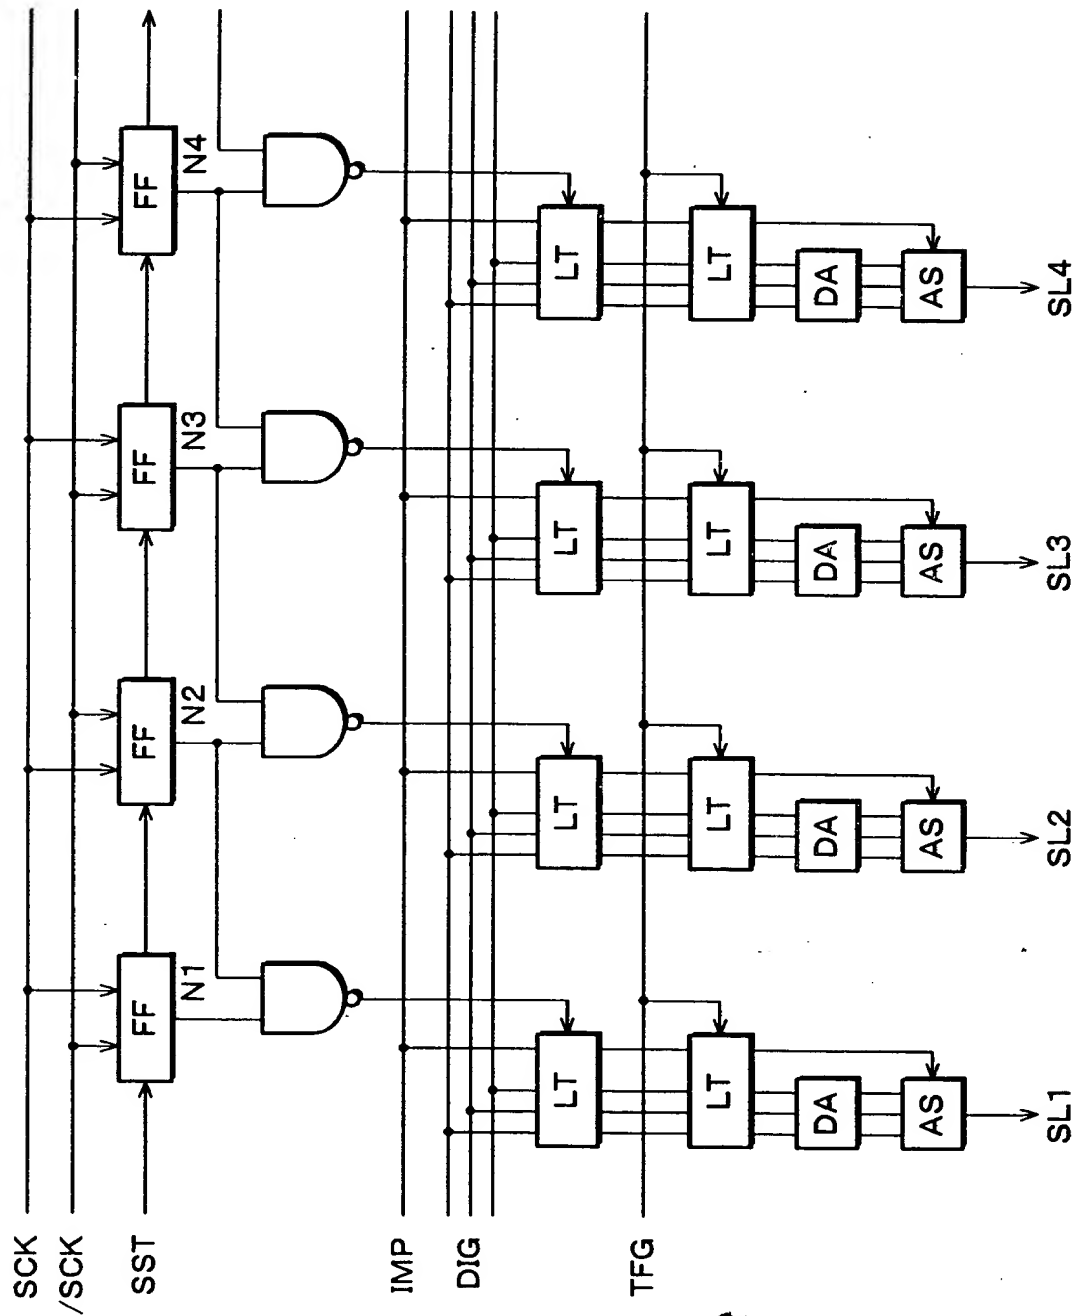 SCK
/SCK
SST FF FF FF FF
N1 N2 N3 N4
IMP
DIG
LT LT LT LT
TFG
LT LT LT LT
DA DA DA DA
AS AS AS AS
SL1 SL2 SL3 SL4